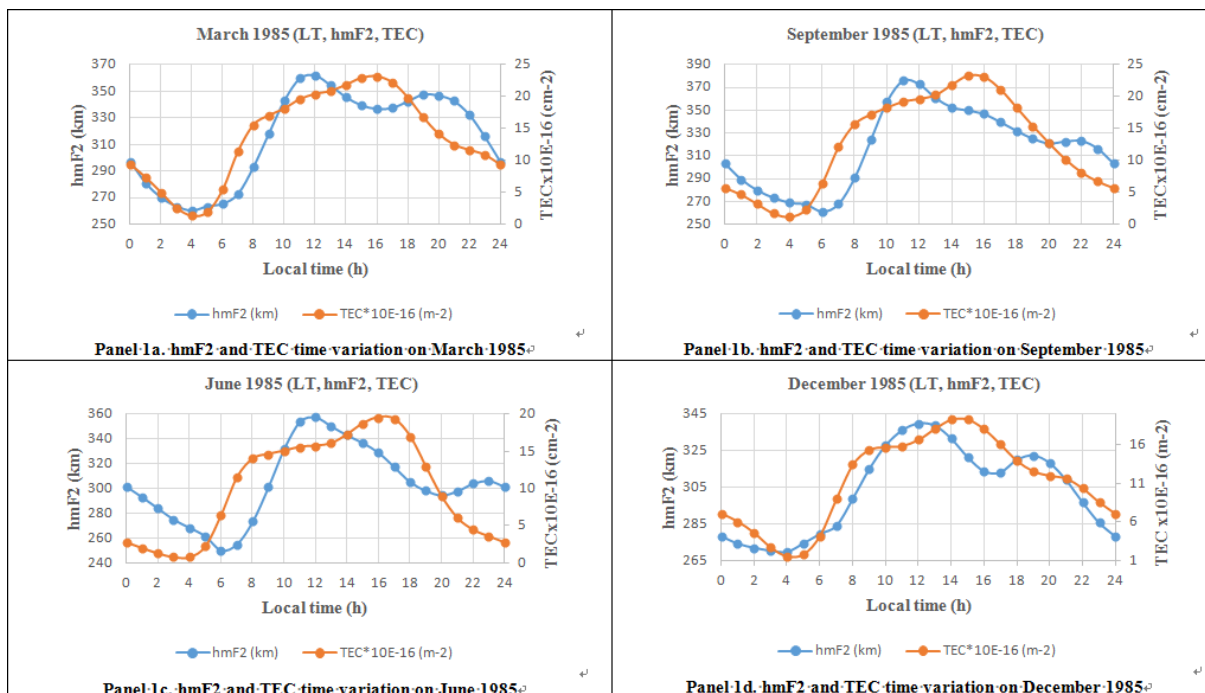 March 1985 (LT, hmF2, TEC)
370
350
330
310
290
270
250
hmF2 (km)
25
20
15
10
5
0
TECx10E-16 (cm-2)
0 2 4 6 8 10 12 14 16 18 20 22 24
Local time (h)
hmF2 (km) TEC*10E-16 (m-2)
Panel 1a. hmF2 and TEC time variation on March 1985
September 1985 (LT, hmF2, TEC)
390
370
350
330
310
290
270
250
hmF2 (km)
25
20
15
10
5
0
TECx10E-16 (cm-2)
0 2 4 6 8 10 12 14 16 18 20 22 24
Local time (h)
hmF2 (km) TEC*10E-16 (m-2)
Panel 1b. hmF2 and TEC time variation on September 1985
June 1985 (LT, hmF2, TEC)
360
340
320
300
280
260
240
hmF2 (km)
20
15
10
5
0
TECx10E-16 (cm-2)
0 2 4 6 8 10 12 14 16 18 20 22 24
Local time (h)
hmF2 (km) TEC*10E-16 (m-2)
Panel 1c. hmF2 and TEC time variation on June 1985
December 1985 (LT, hmF2, TEC)
345
325
305
285
265
hmF2 (km)
16
11
6
1
TEC x10E-16 (m-2)
0 2 4 6 8 10 12 14 16 18 20 22 24
Local time (h)
hmF2 (km) TEC*10E-16 (m-2)
Panel 1d. hmF2 and TEC time variation on December 1985